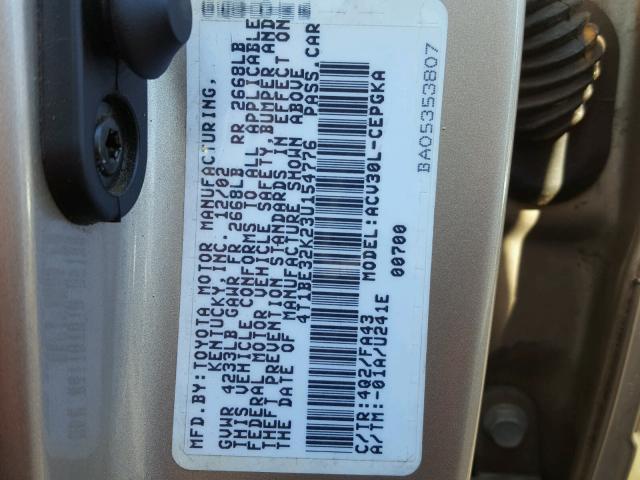 MFD.BY:TOYOTA MOTOR MANUFACTURING,
KENTUCKY,INC. 12/02
GVWR 4233LB GAWR FR 2668LB RR 2668LB
THIS VEHICLE CONFORMS TO ALL APPLICABLE
FEDERAL MOTOR VEHICLE SAFETY,BUMPER,AND
THEFT PREVENTION STANDARDS IN EFFECT ON
THE DATE OF MANUFACTURE SHOWN ABOVE.
4T1BE32K23U154776 PASS.CAR
MODEL:ACV30L-CEPGKA
C/TR:4Q2/FA43
A/TM:-01A/U241E 00700
BA05353807